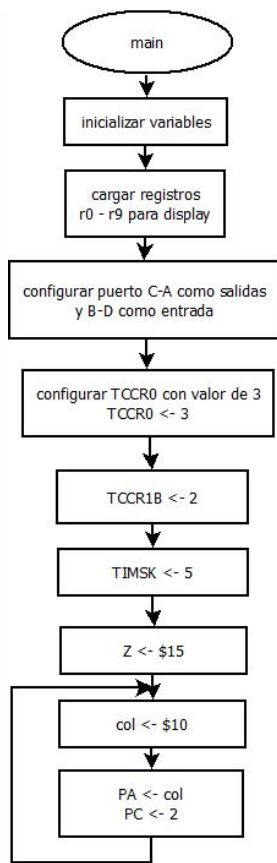 main
inicializar variables
cargar registros
r0 - r9 para display
configurar puerto C-A como salidas
y B-D como entrada
configurar TCCR0 con valor de 3
TCCR0 <- 3
TCCR1B <- 2
TIMSK <- 5
Z <- $15
col <- $10
PA <- col
PC <- 2